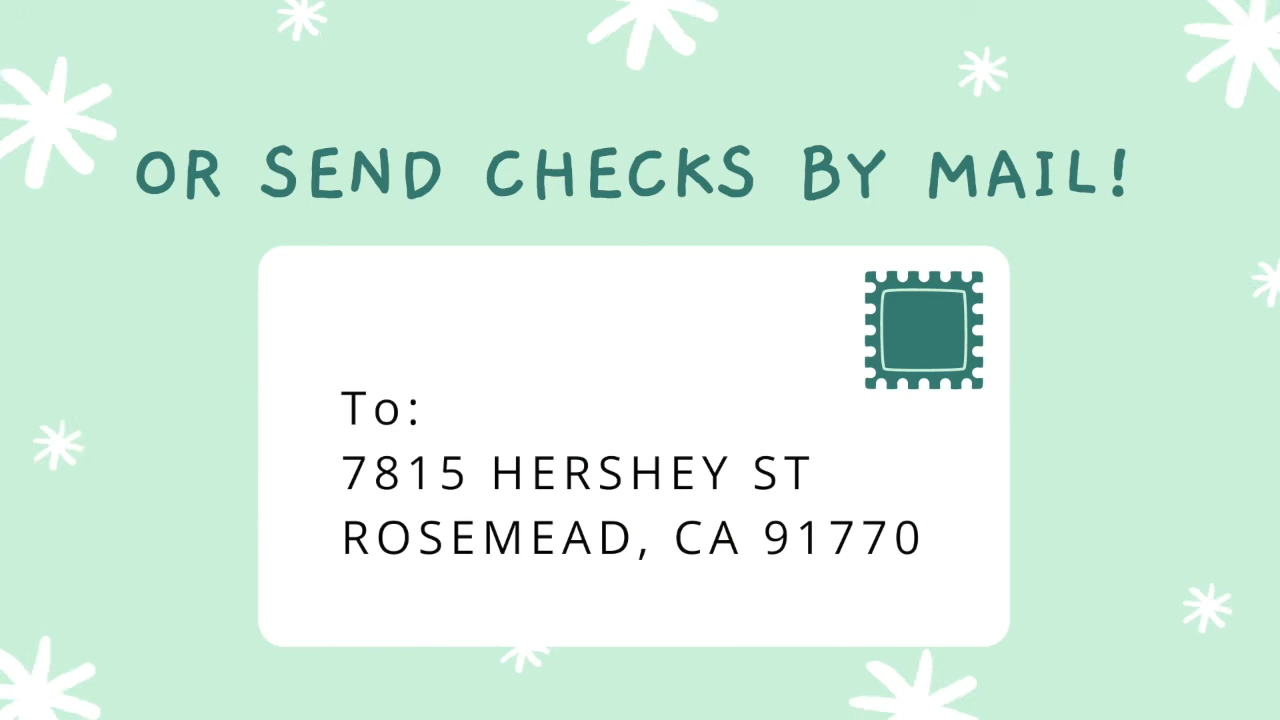 OR SEND CHECKS BY MAIL!
To:
7815 HERSHEY ST
ROSEMEAD, CA 91770